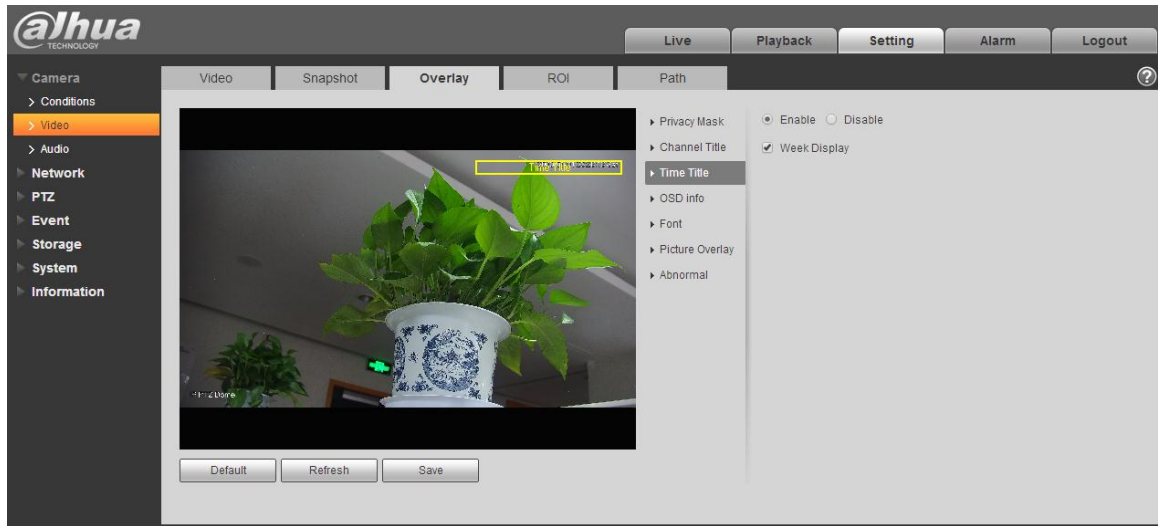 alhua
TECHNOLOGY
Live Playback Setting Alarm Logout
Camera
Conditions
Video
Audio
Network
PTZ
Event
Storage
System
Information
Video Snapshot Overlay ROI Path
Time Title
PTZ Dome
Privacy Mask
Channel Title
Time Title
OSD info
Font
Picture Overlay
Abnormal
Enable Disable
Week Display
Default Refresh Save